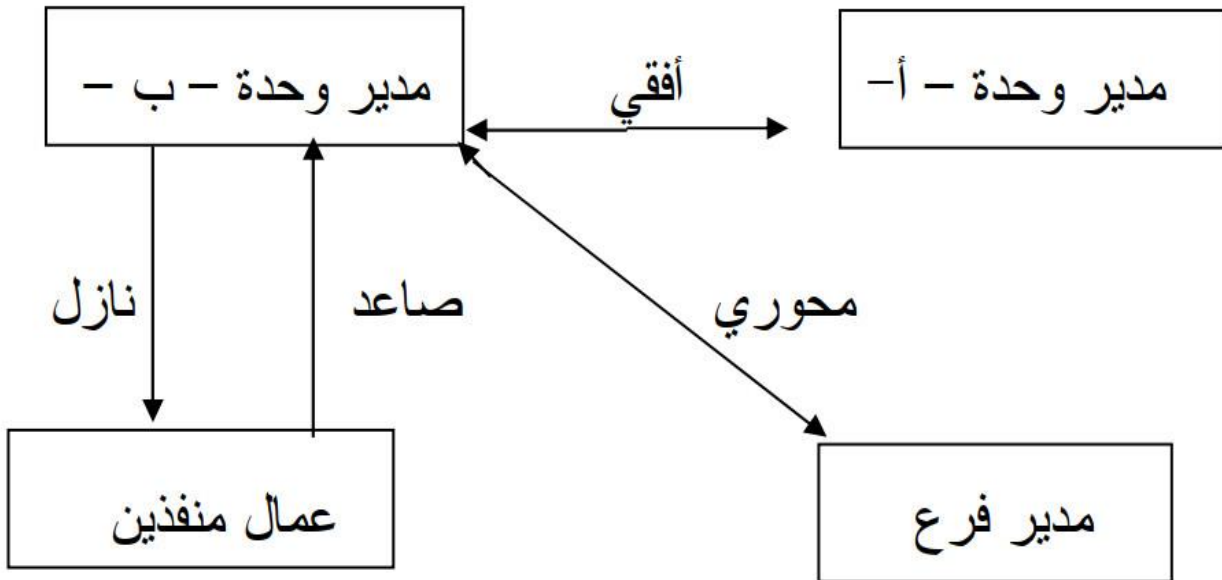 مدير وحدة – أ–
أفقي
مدير وحدة – ب –
محوري
صاعد
نازل
مدير فرع
عمال منفذين